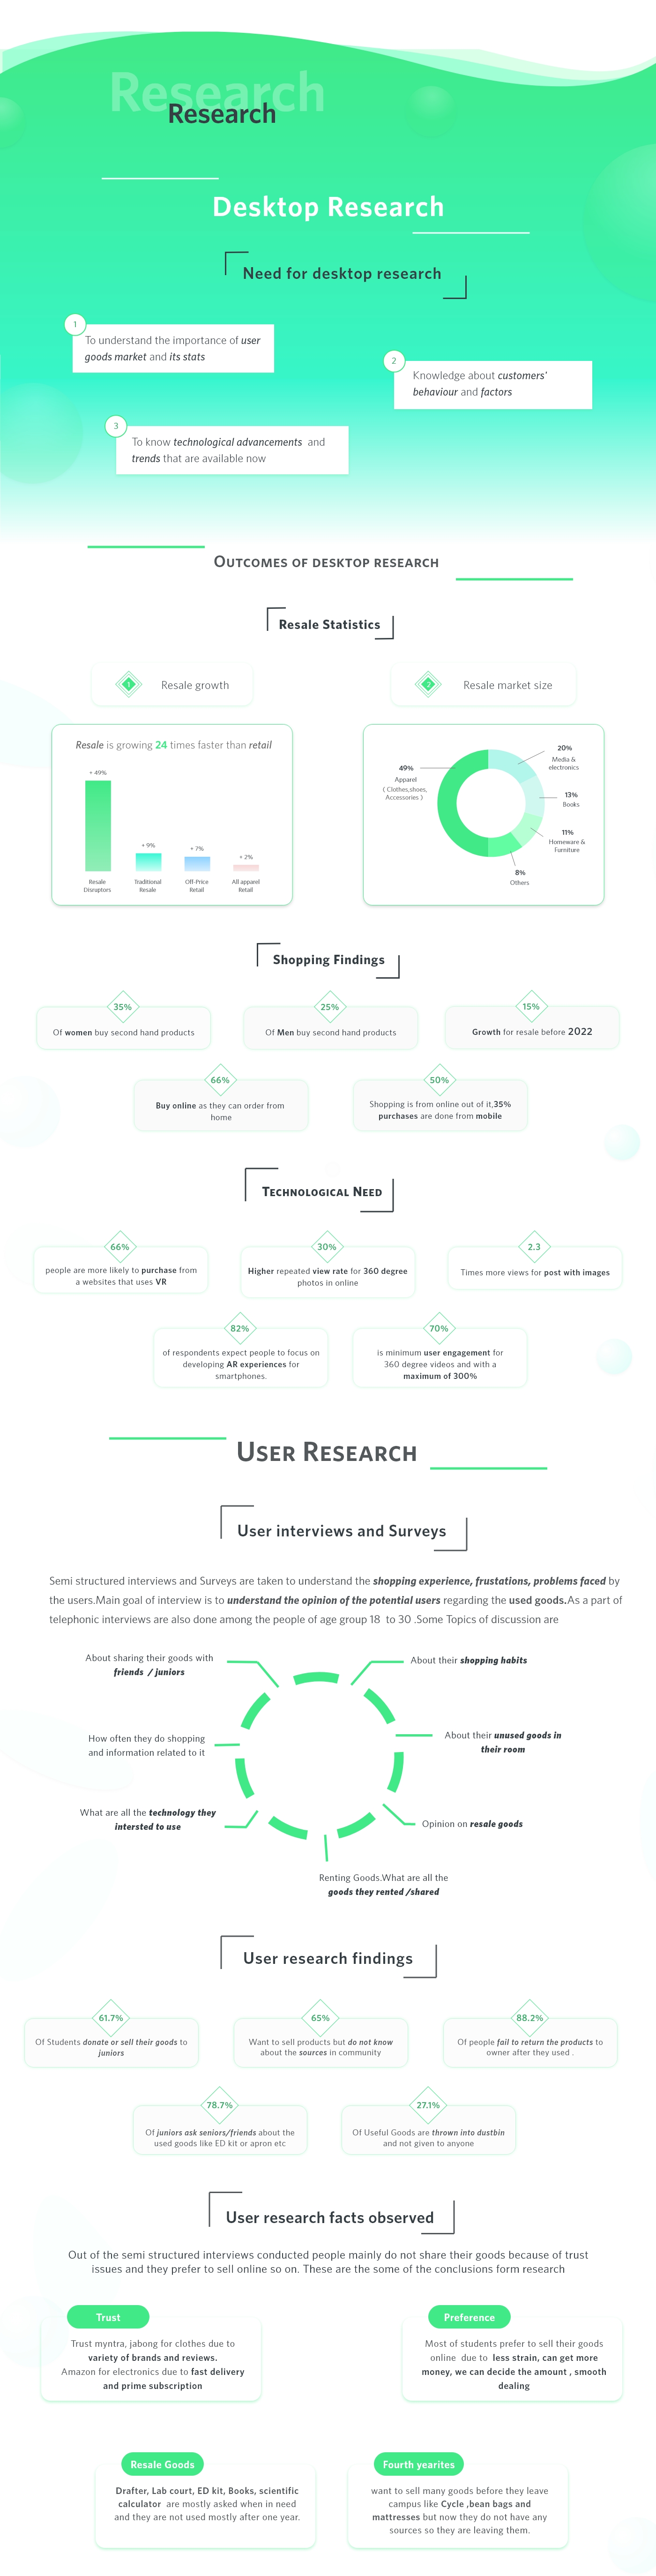 Research
Research
Desktop Research
Need for desktop research
1
To understand the importance of user
goods market and its stats
2
Knowledge about customers'
behaviour and factors
3
To know technological advancements and
trends that are available now
OUTCOMES OF DESKTOP RESEARCH
Resale Statistics
1
Resale growth
2
Resale market size
Resale is growing 24 times faster than retail
+ 49%
+ 9%
+ 7%
+ 2%
Resale
Disruptors
Traditional
Resale
Off-Price
Retail
All apparel
Retail
49%
Apparel
( Clothes,shoes,
Accessories )
20%
Media &
electronics
13%
Books
11%
Homeware &
Furniture
8%
Others
Shopping Findings
35%
Of women buy second hand products
25%
Of Men buy second hand products
15%
Growth for resale before 2022
66%
Buy online as they can order from
home
50%
Shopping is from online out of it,35%
purchases are done from mobile
TECHNOLOGICAL NEED
66%
people are more likely to purchase from
a websites that uses VR
30%
Higher repeated view rate for 360 degree
photos in online
2.3
Times more views for post with images
82%
of respondents expect people to focus on
developing AR experiences for
smartphones.
70%
is minimum user engagement for
360 degree videos and with a
maximum of 300%
USER RESEARCH
User interviews and Surveys
Semi structured interviews and Surveys are taken to understand the shopping experience, frustations, problems faced by
the users.Main goal of interview is to understand the opinion of the potential users regarding the used goods.As a part of
telephonic interviews are also done among the people of age group 18 to 30 .Some Topics of discussion are
About sharing their goods with
friends / juniors
About their shopping habits
How often they do shopping
and information related to it
About their unused goods in
their room
What are all the technology they
intersted to use
Opinion on resale goods
Renting Goods.What are all the
goods they rented /shared
User research findings
61.7%
Of Students donate or sell their goods to
juniors
65%
Want to sell products but do not know
about the sources in community
88.2%
Of people fail to return the products to
owner after they used .
78.7%
Of juniors ask seniors/friends about the
used goods like ED kit or apron etc
27.1%
Of Useful Goods are thrown into dustbin
and not given to anyone
User research facts observed
Out of the semi structured interviews conducted people mainly do not share their goods because of trust
issues and they prefer to sell online so on. These are the some of the conclusions form research
Trust
Trust myntra, jabong for clothes due to
variety of brands and reviews.
Amazon for electronics due to fast delivery
and prime subscription
Preference
Most of students prefer to sell their goods
online due to less strain, can get more
money, we can decide the amount , smooth
dealing
Resale Goods
Drafter, Lab court, ED kit, Books, scientific
calculator are mostly asked when in need
and they are not used mostly after one year.
Fourth yearites
want to sell many goods before they leave
campus like Cycle ,bean bags and
mattresses but now they do not have any
sources so they are leaving them.